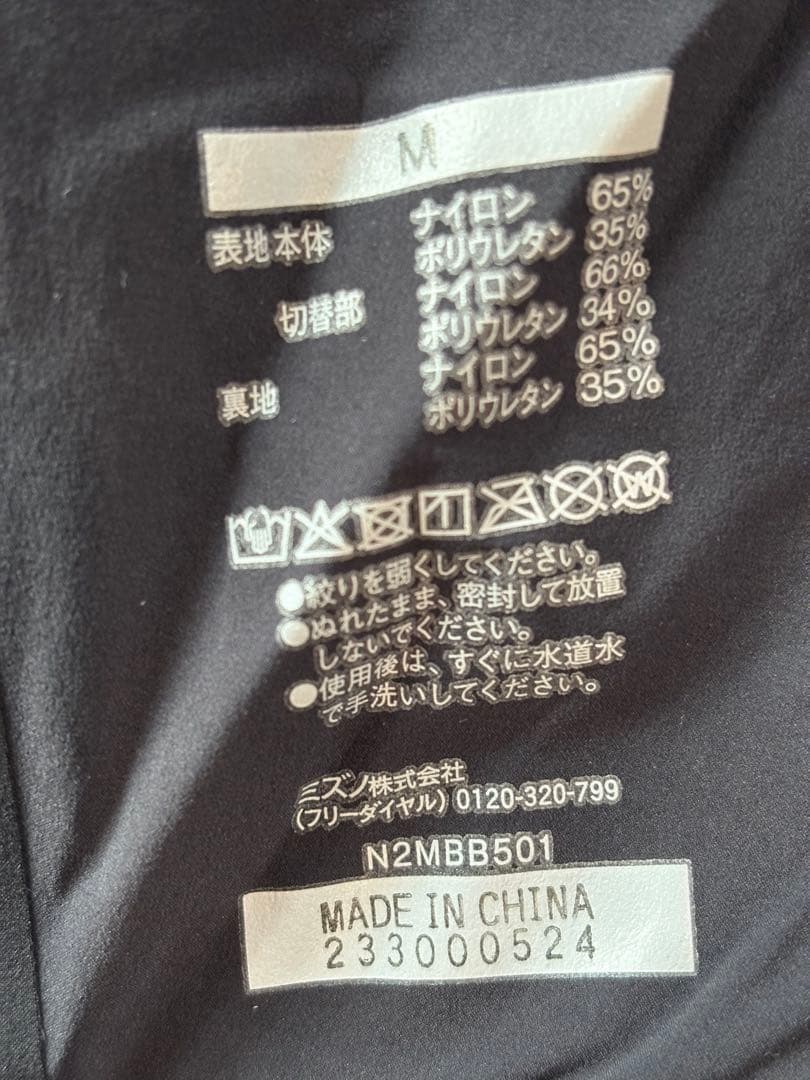 M
表地本体 ナイロン 65%
ポリウレタン 35%
切替部 ナイロン 66%
ポリウレタン 34%
裏地 ナイロン 65%
ポリウレタン 35%
●絞りを弱くしてください。
●ぬれたまま、密封して放置
しないでください。
●使用後は、すぐに水道水
で手洗いしてください。
ミズノ株式会社
(フリーダイヤル) 0120-320-799
N2MBB501
MADE IN CHINA
233000524